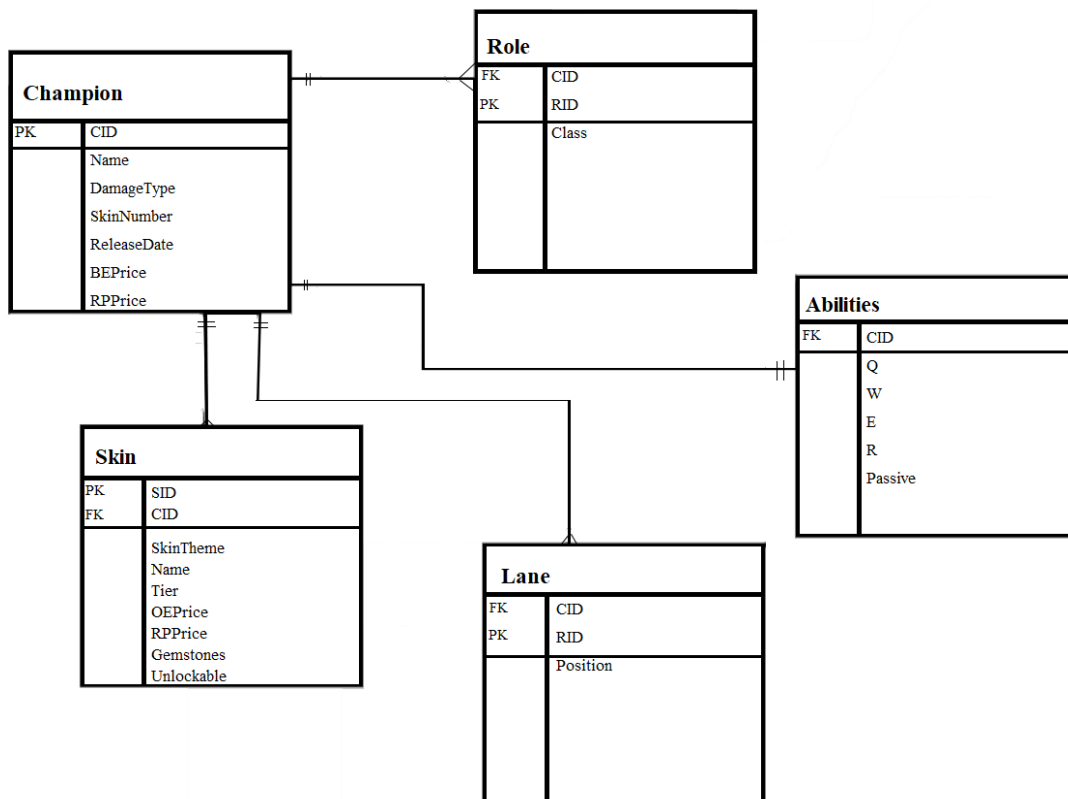 Champion
PK CID
Name
DamageType
SkinNumber
ReleaseDate
BEPrice
RPPrice
Role
FK CID
PK RID
Class
Abilities
FK CID
Q
W
E
R
Passive
Skin
PK SID
FK CID
SkinTheme
Name
Tier
OEPrice
RPPrice
Gemstones
Unlockable
Lane
FK CID
PK RID
Position